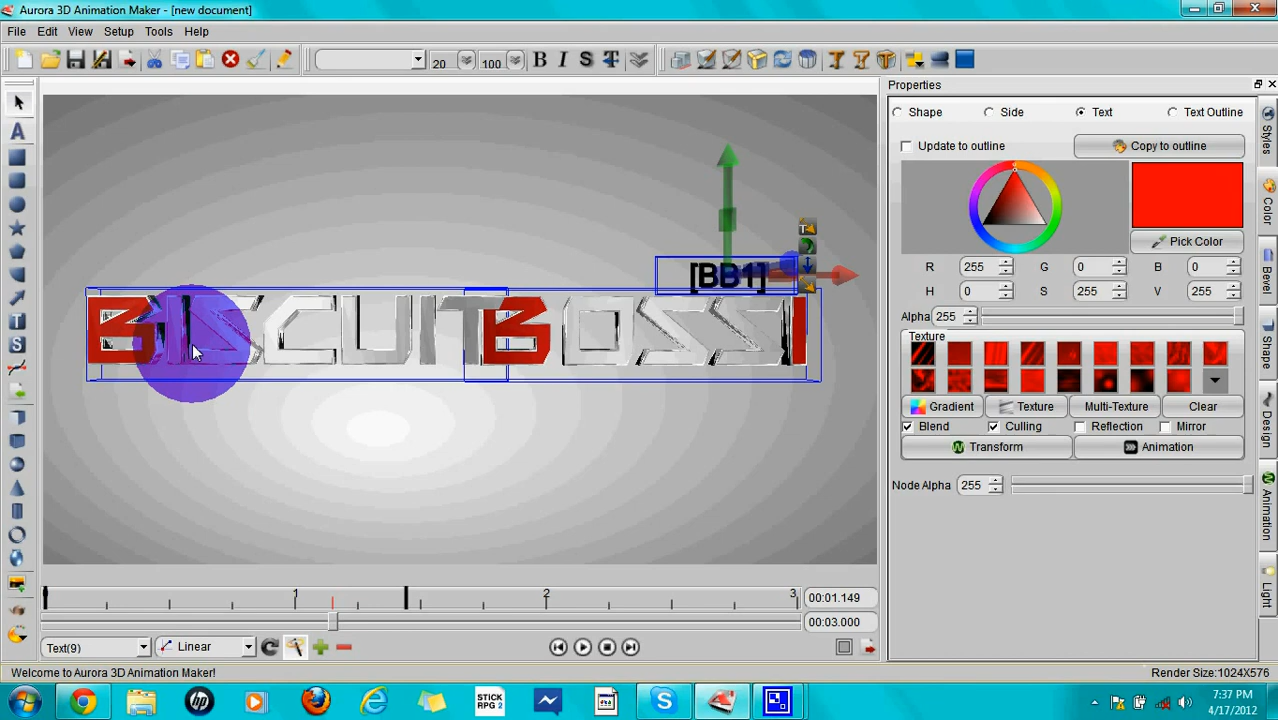 Aurora 3D Animation Maker - [new document]
File Edit View Setup Tools Help
20 100 B I S T
Properties
Shape Side Text Text Outline
Update to outline Copy to outline
Pick Color
R 255 G 0 B 0
H 0 S 255 V 255
Alpha 255
Texture
Gradient Texture Multi-Texture Clear
Blend Culling Reflection Mirror
Transform Animation
Node Alpha 255
Styles
Color
Bevel
Shape
Design
Animation
Light
[BB1]
BISCUITBOSSI
1 2 3 00:01.149
00:03.000
Text(9) Linear
Welcome to Aurora 3D Animation Maker! Render Size:1024X576
STICK
RPG 2
7:37 PM
4/17/2012